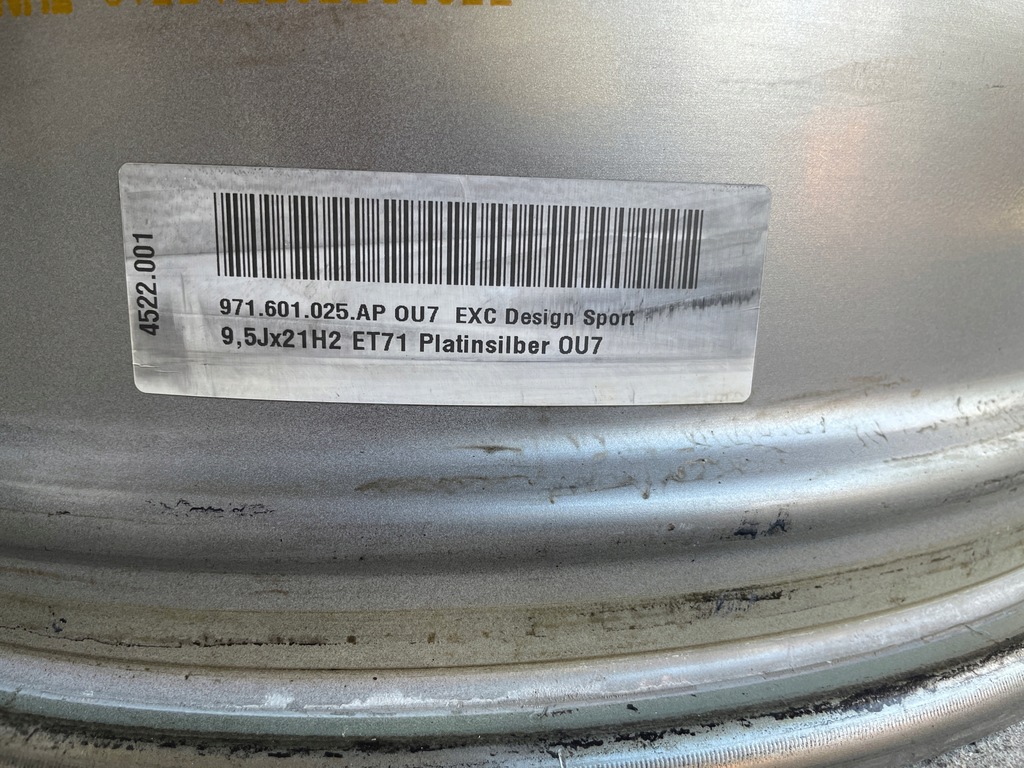 4522.001
971.601.025.AP OU7 EXC Design Sport
9,5Jx21H2 ET71 Platinsilber OU7